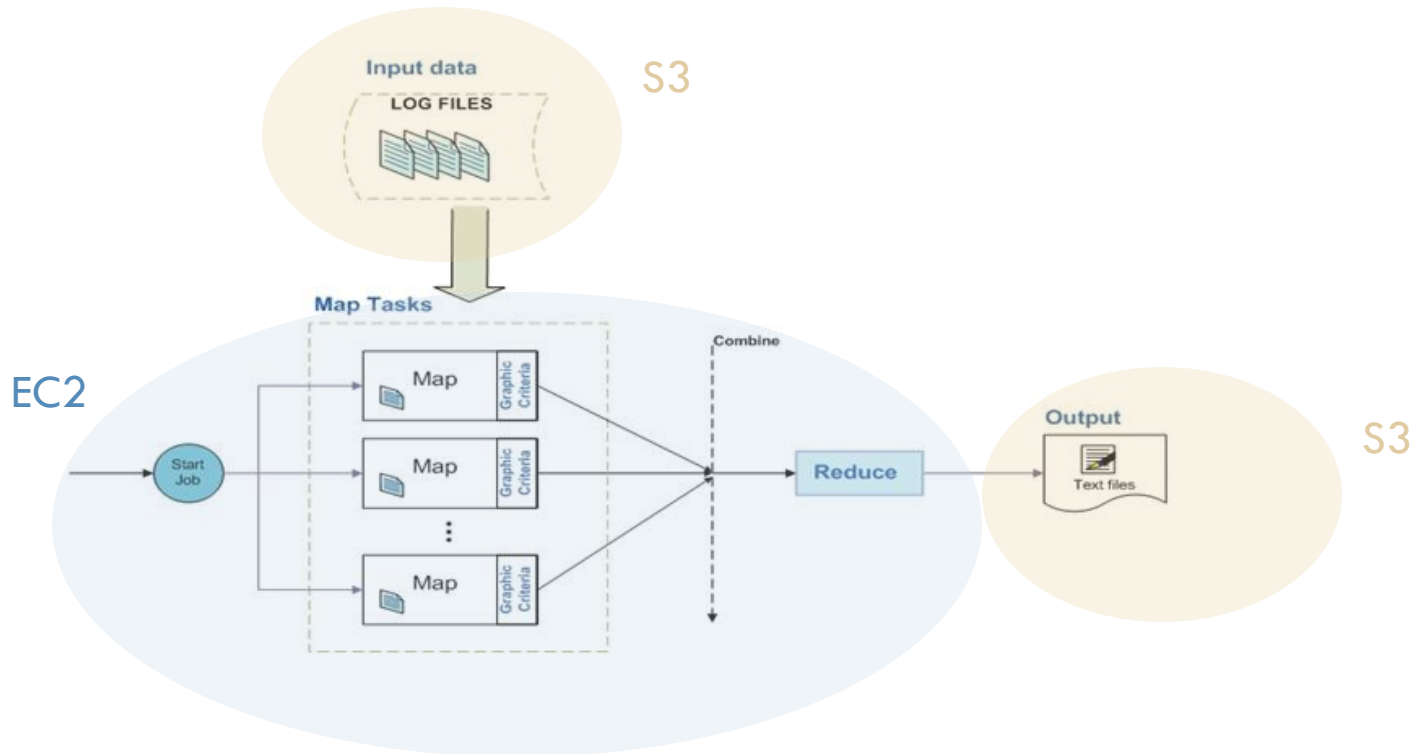 Input data
S3
LOG FILES
Map Tasks
Combine
Map
Graphic
Criteria
EC2
Start
Job
Map
Graphic
Criteria
Reduce
Output
Text files
S3
Map
Graphic
Criteria